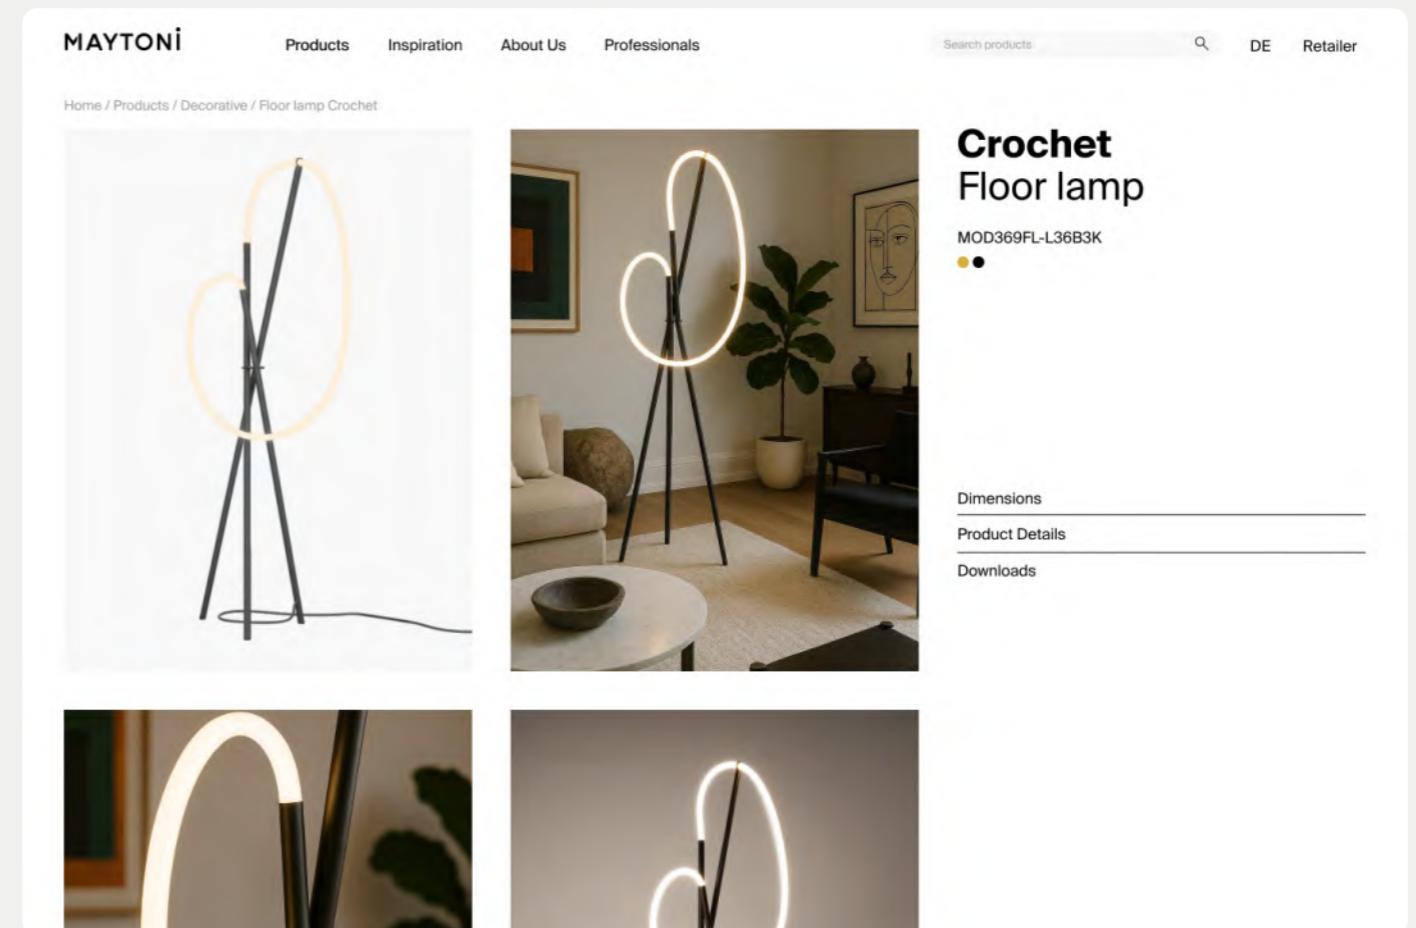 MAYTONI
Products Inspiration About Us Professionals
Search products
DE Retailer
Home / Products / Decorative / Floor lamp Crochet
Crochet
Floor lamp
MOD369FL-L36B3K
Dimensions
Product Details
Downloads